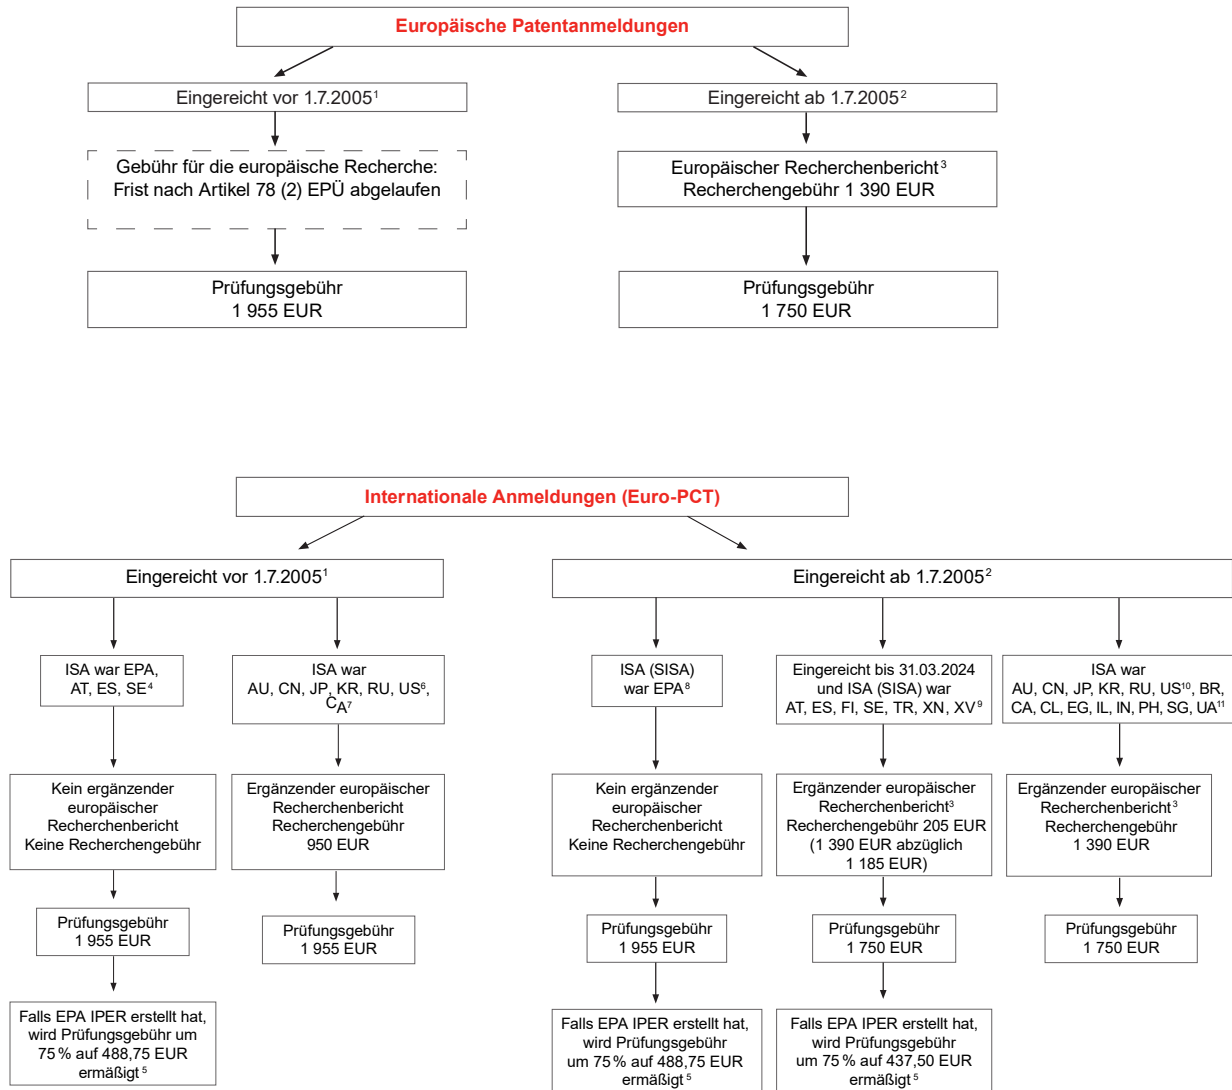 Europäische Patentanmeldungen
Eingereicht vor 1.7.2005¹
Eingereicht ab 1.7.2005²
Gebühr für die europäische Recherche:
Frist nach Artikel 78 (2) EPÜ abgelaufen
Europäischer Recherchenbericht³
Recherchengebühr 1 390 EUR
Prüfungsgebühr
1 955 EUR
Prüfungsgebühr
1 750 EUR
Internationale Anmeldungen (Euro-PCT)
Eingereicht vor 1.7.2005¹
Eingereicht ab 1.7.2005²
ISA war EPA,
AT, ES, SE⁴
ISA war
AU, CN, JP, KR, RU, US⁶,
CA⁷
ISA (SISA)
war EPA⁸
Eingereicht bis 31.03.2024
und ISA (SISA) war
AT, ES, FI, SE, TR, XN, XV⁹
ISA war
AU, CN, JP, KR, RU, US¹⁰, BR,
CA, CL, EG, IL, IN, PH, SG, UA¹¹
Kein ergänzender
europäischer
Recherchenbericht
Keine Recherchengebühr
Ergänzender europäischer
Recherchenbericht
Recherchengebühr
950 EUR
Kein ergänzender
europäischer
Recherchenbericht
Keine Recherchengebühr
Ergänzender europäischer
Recherchenbericht³
Recherchengebühr 205 EUR
(1 390 EUR abzüglich
1 185 EUR)
Ergänzender europäischer
Recherchenbericht³
Recherchengebühr
1 390 EUR
Prüfungsgebühr
1 955 EUR
Prüfungsgebühr
1 955 EUR
Prüfungsgebühr
1 955 EUR
Prüfungsgebühr
1 750 EUR
Prüfungsgebühr
1 750 EUR
Falls EPA IPER erstellt hat,
wird Prüfungsgebühr um
75 % auf 488,75 EUR
ermäßigt⁵
Falls EPA IPER erstellt hat,
wird Prüfungsgebühr
um 75 % auf 488,75 EUR
ermäßigt⁵
Falls EPA IPER erstellt hat,
wird Prüfungsgebühr
um 75 % auf 437,50 EUR
ermäßigt⁵